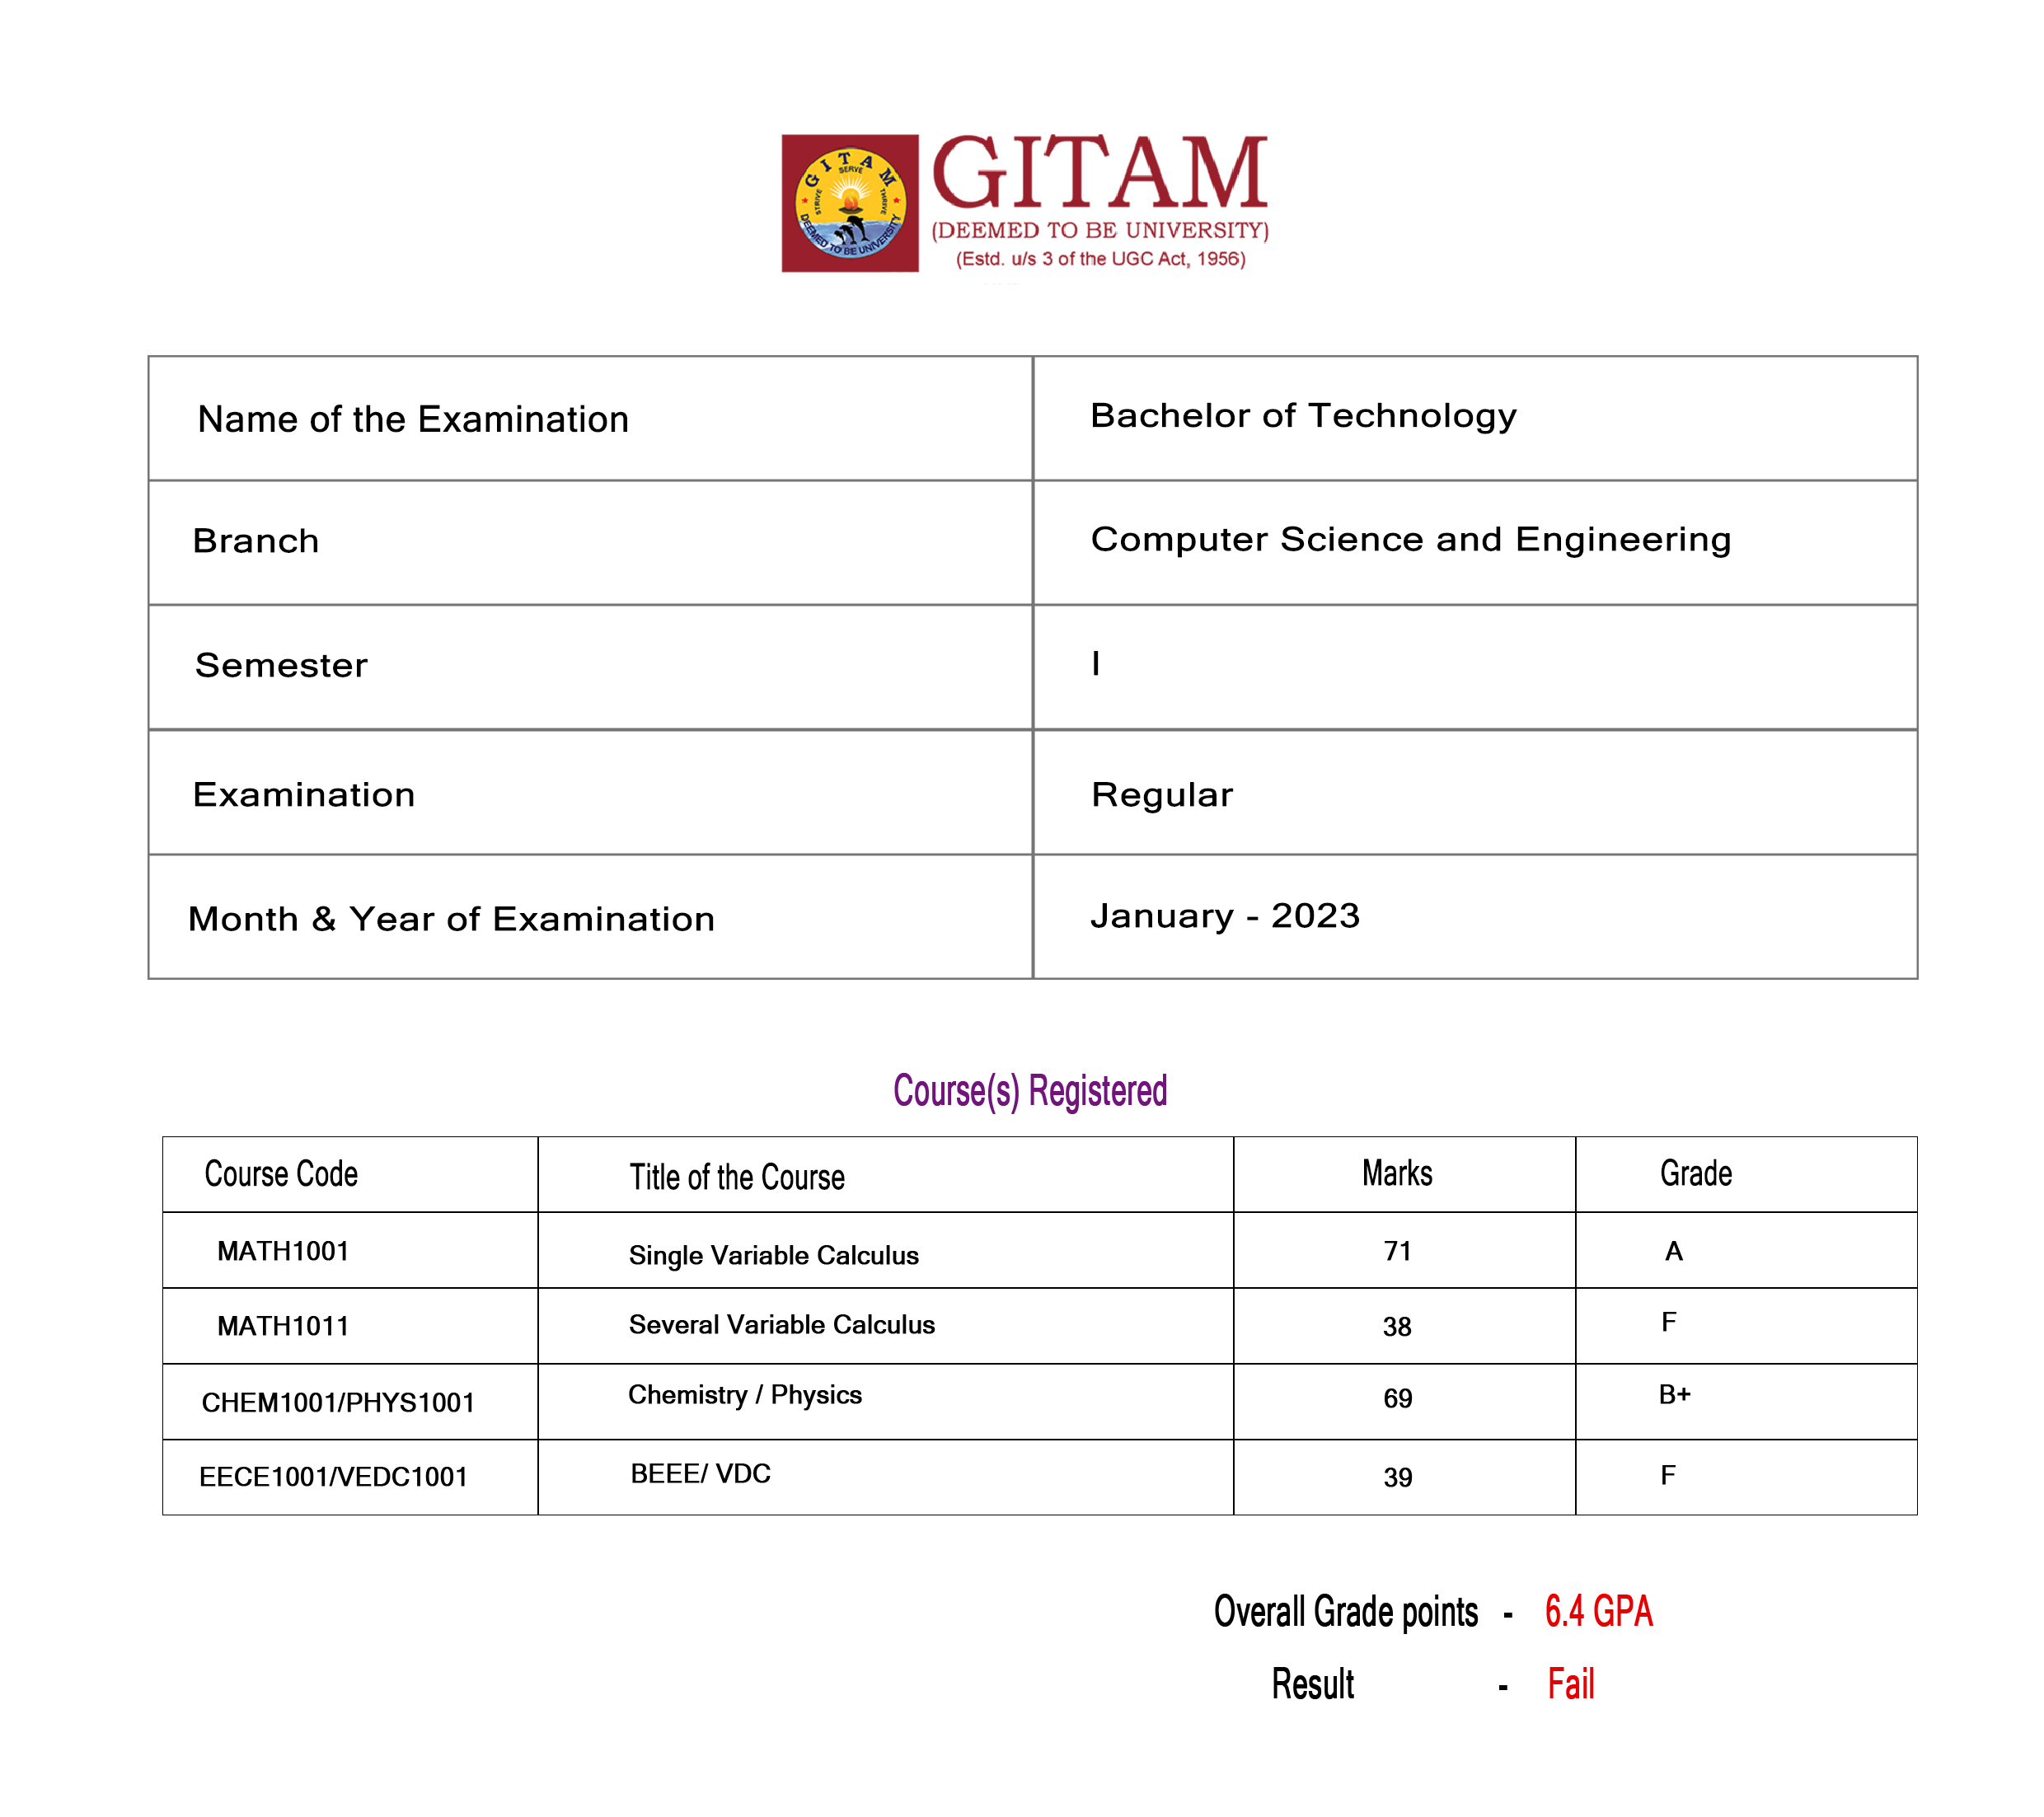 GITAM
SERVE
STRIVE
THRIVE
DEEMED TO BE UNIVERSITY
GITAM
(DEEMED TO BE UNIVERSITY)
(Estd. u/s 3 of the UGC Act, 1956)
Name of the Examination Bachelor of Technology
Branch Computer Science and Engineering
Semester I
Examination Regular
Month & Year of Examination January - 2023
Course(s) Registered
Course Code Title of the Course Marks Grade
MATH1001 Single Variable Calculus 71 A
MATH1011 Several Variable Calculus 38 F
CHEM1001/PHYS1001 Chemistry / Physics 69 B+
EECE1001/VEDC1001 BEEE/ VDC 39 F
Overall Grade points - 6.4 GPA
Result - Fail